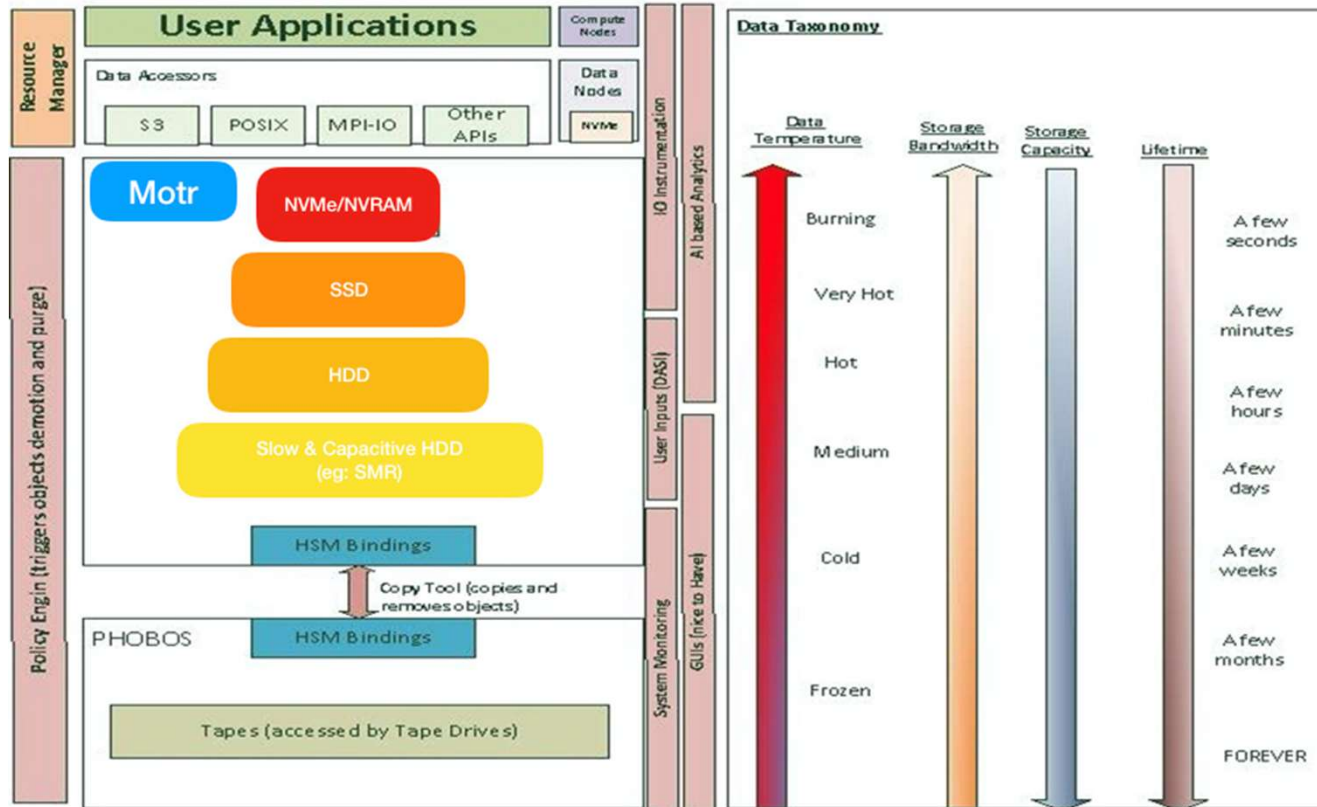 Resource
Manager
User Applications
Compute
Nodes
Data Accessors
S3
POSIX
MPI-IO
Other
APIs
Data
Nodes
NVMe
Policy Engin (triggers objects demotion and purge)
Motr
NVMe/NVRAM
SSD
HDD
Slow & Capacitive HDD
(eg: SMR)
HSM Bindings
Copy Tool (copies and
removes objects)
PHOBOS
HSM Bindings
Tapes (accessed by Tape Drives)
IO Instrumentation
User Inputs (DASI)
System Monitoring
AI based Analytics
GUIs (nice to Have)
Data Taxonomy
Data
Temperature
Storage
Bandwidth
Storage
Capacity
Lifetime
Burning
Very Hot
Hot
Medium
Cold
Frozen
A few
seconds
A few
minutes
A few
hours
A few
days
A few
weeks
A few
months
FOREVER